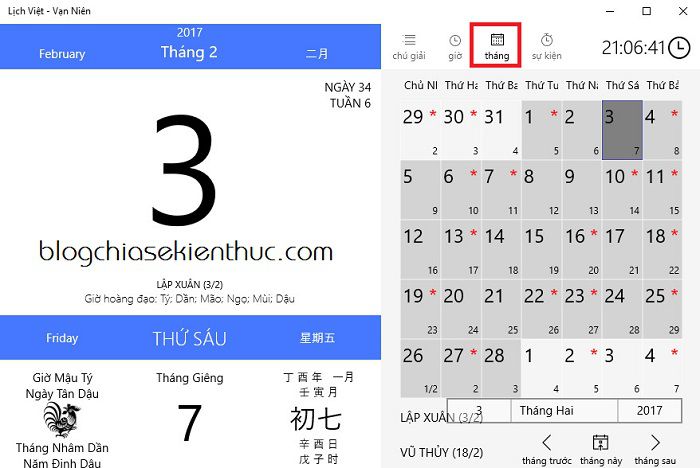 Lịch Việt - Vạn Niên
2017
February Tháng 2 二月
NGÀY 34
TUẦN 6
3
blogchiasekienthuc.com
LẬP XUÂN (3/2)
Giờ hoàng đạo: Tý; Dần; Mão; Ngọ; Mùi; Dậu
Friday THỨ SÁU 星期五
Giờ Mậu Tý
Ngày Tân Dậu
Tháng Nhâm Dần
Năm Đinh Dậu
Tháng Giêng
7
丁酉年 一月
壬寅月
初七
辛酉日
戊子时
chú giải giờ tháng sự kiện 21:06:41
Chủ Nl Thứ Ha Thứ Ba Thứ Tu Thứ Nă Thứ Sá Thứ Bả
29 * 30 * 31 1 * 2 3 4 *
2 3 4 5 6 7 8
5 6 * 7 * 8 9 10 * 11 *
9 10 11 12 13 14 15
12 13 * 14 15 16 * 17 18 *
16 17 18 19 20 21 22
19 * 20 21 22 * 23 * 24 25 *
23 24 25 26 27 28 29
26 27 * 28 1 2 * 3 4 *
1/2 2 3 4 5 6 7
3 Tháng Hai 2017
LẬP XUÂN (3/2)
VŨ THỦY (18/2)
tháng trước tháng này tháng sau